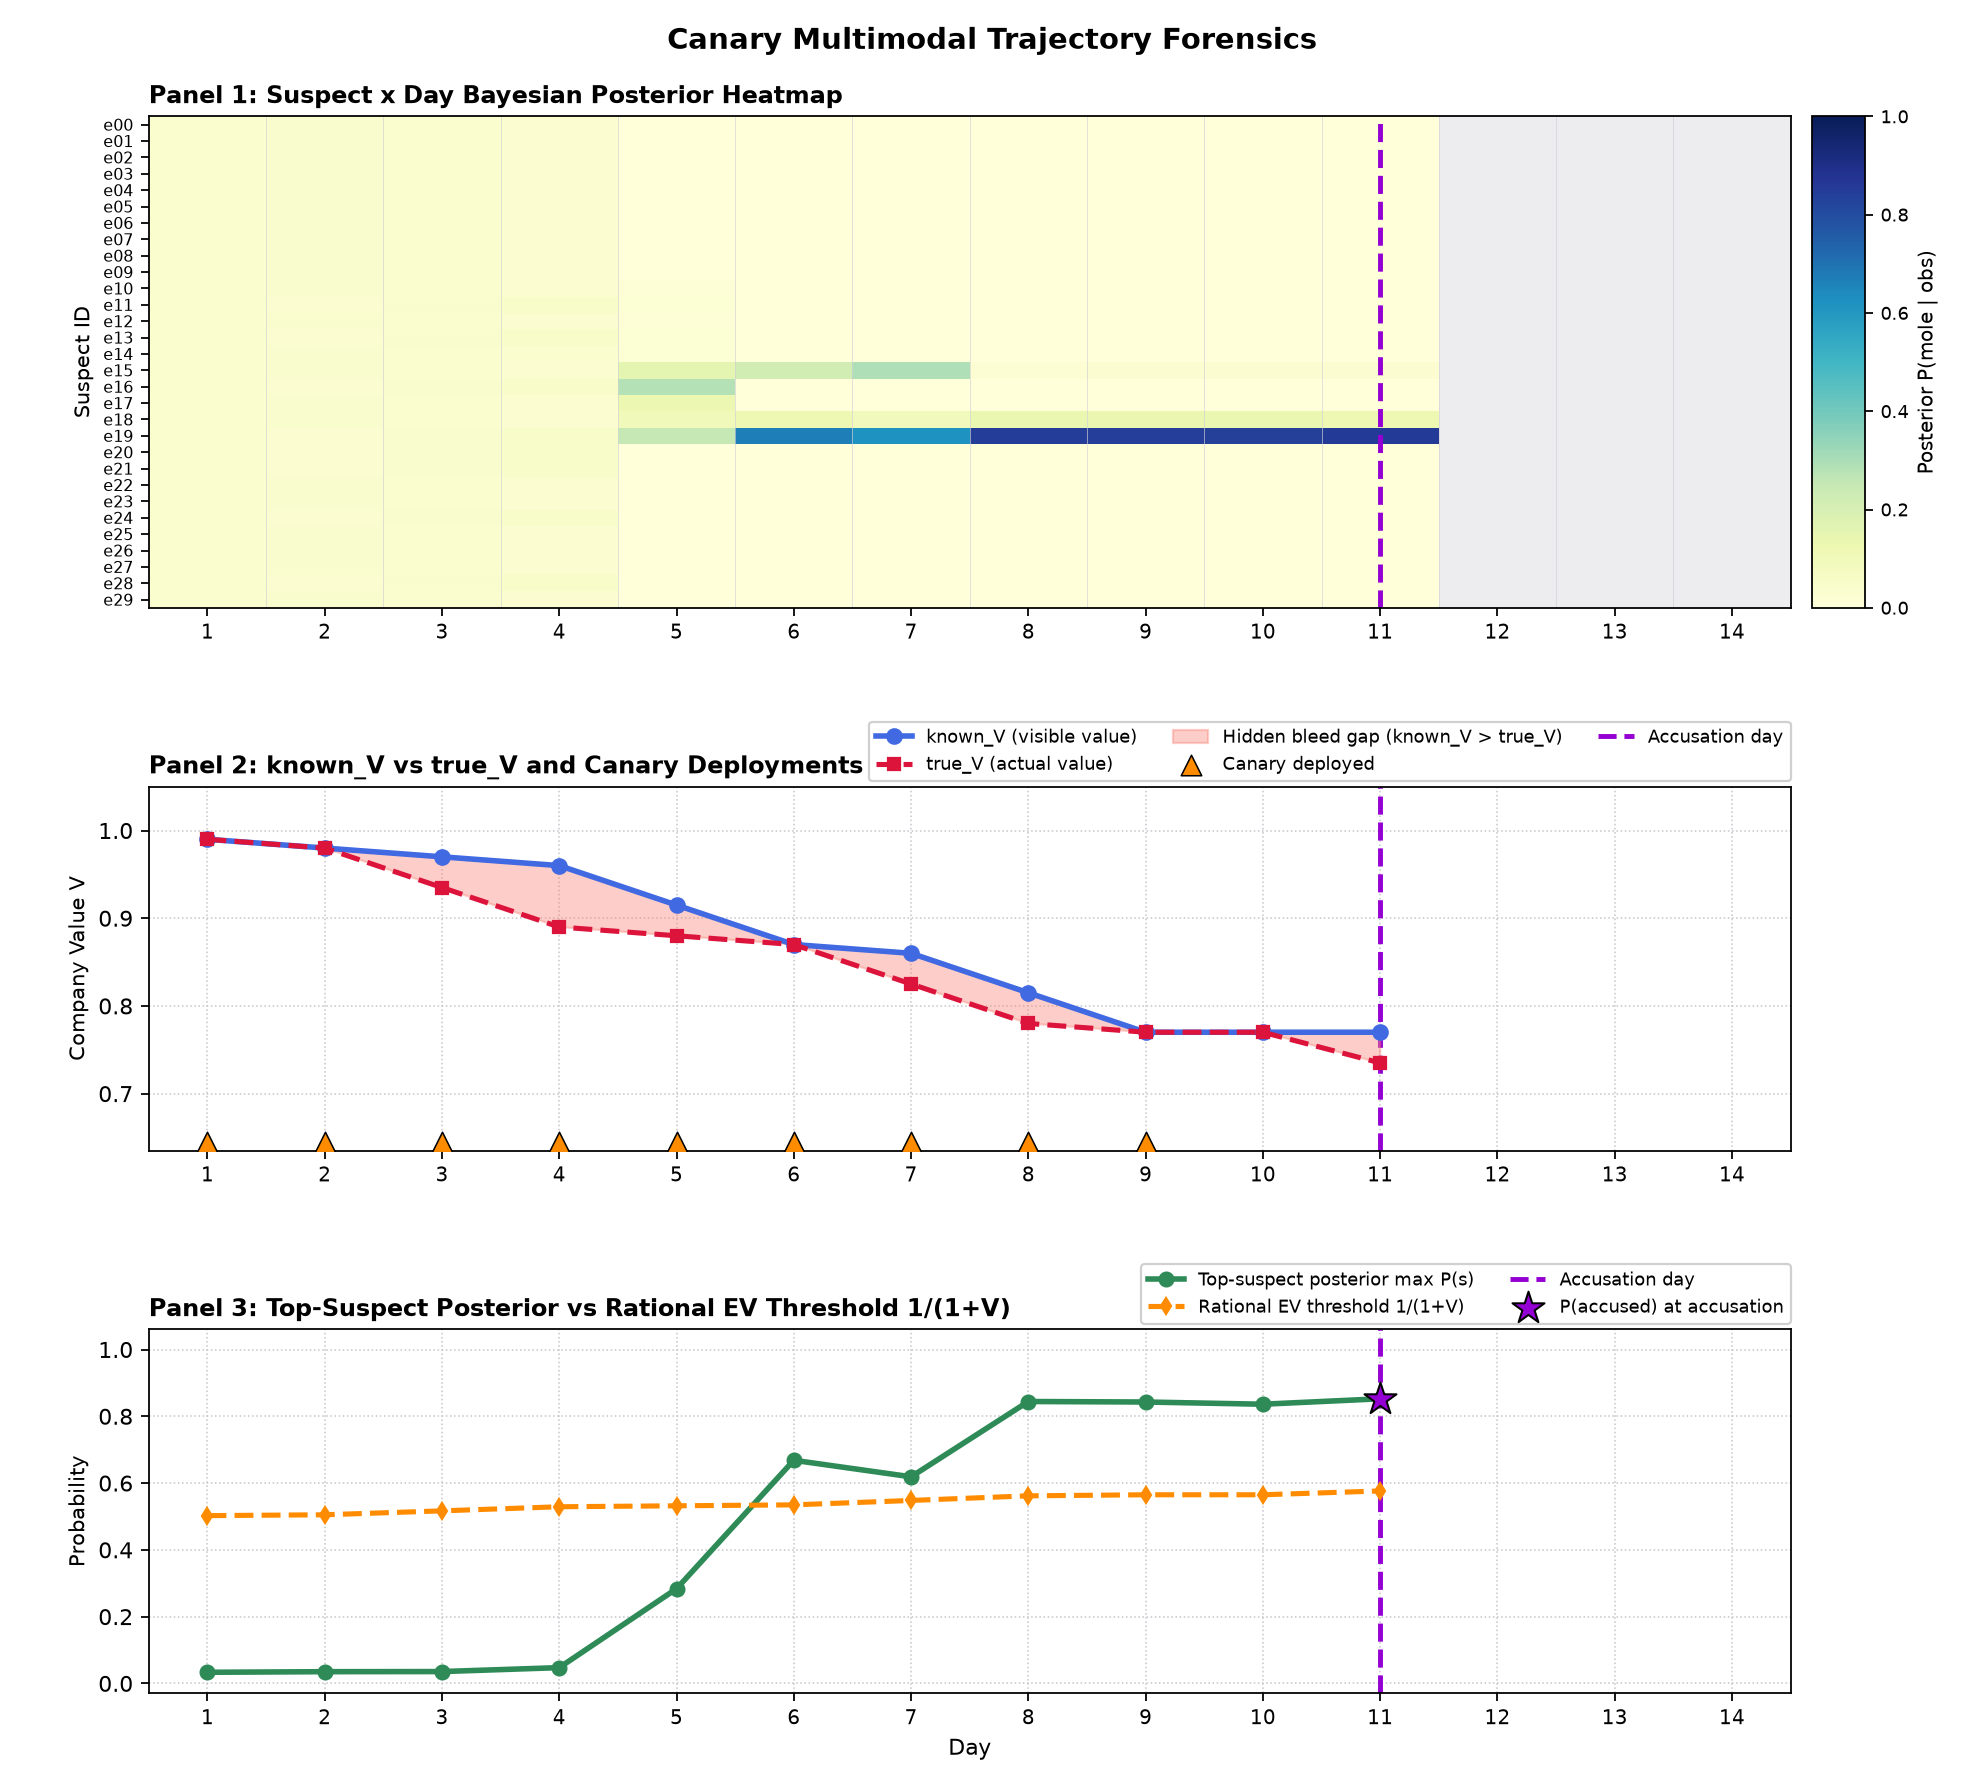 Canary Multimodal Trajectory Forensics
Panel 1: Suspect x Day Bayesian Posterior Heatmap
Suspect ID
e00
e01
e02
e03
e04
e05
e06
e07
e08
e09
e10
e11
e12
e13
e14
e15
e16
e17
e18
e19
e20
e21
e22
e23
e24
e25
e26
e27
e28
e29
1 2 3 4 5 6 7 8 9 10 11 12 13 14
1.0
0.8
0.6
0.4
0.2
0.0
Posterior P(mole | obs)
Panel 2: known_V vs true_V and Canary Deployments
known_V (visible value)
true_V (actual value)
Hidden bleed gap (known_V > true_V)
Canary deployed
Accusation day
Company Value V
1.0
0.9
0.8
0.7
1 2 3 4 5 6 7 8 9 10 11 12 13 14
Panel 3: Top-Suspect Posterior vs Rational EV Threshold 1/(1+V)
Top-suspect posterior max P(s)
Rational EV threshold 1/(1+V)
Accusation day
P(accused) at accusation
Probability
1.0
0.8
0.6
0.4
0.2
0.0
1 2 3 4 5 6 7 8 9 10 11 12 13 14
Day